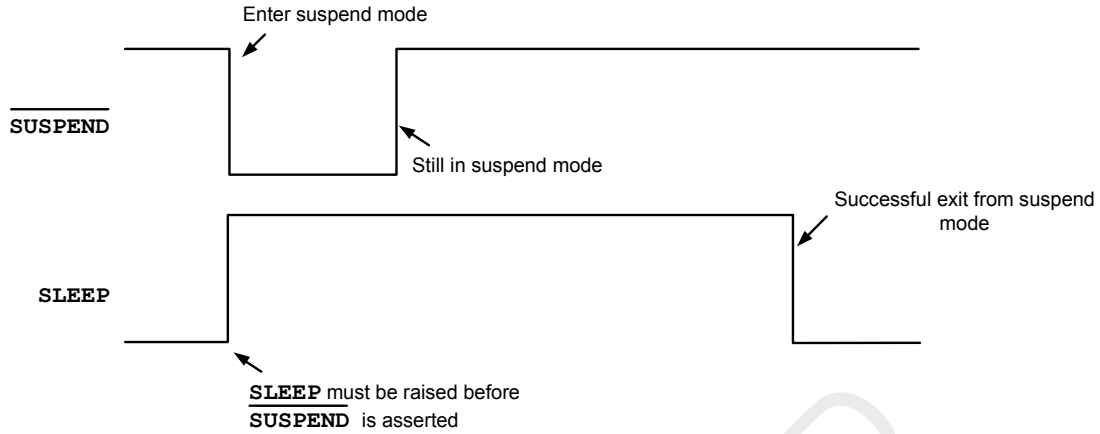 Enter suspend mode
SUSPEND
Still in suspend mode
Successful exit from suspend
mode
SLEEP
SLEEP must be raised before
SUSPEND is asserted